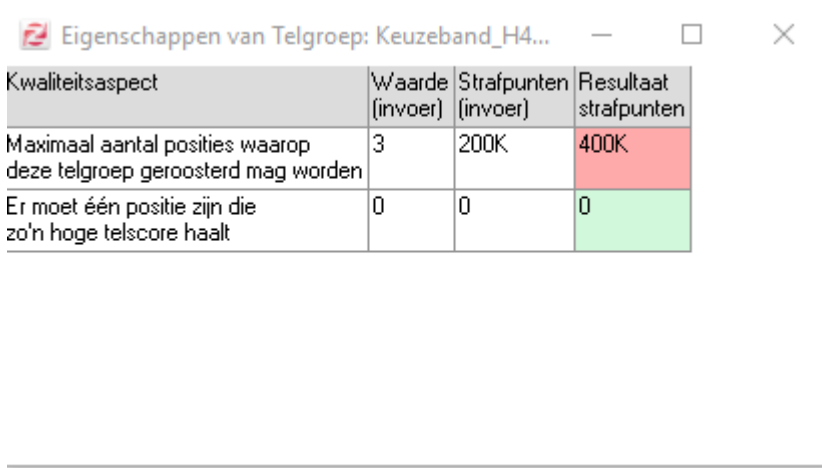 Eigenschappen van Telgroep: Keuzeband_H4...
Kwaliteitsaspect Waarde (invoer) Strafpunten (invoer) Resultaat strafpunten
Maximaal aantal posities waarop 3 200K 400K
deze telgroep geroosterd mag worden
Er moet één positie zijn die 0 0 0
zo'n hoge telscore haalt